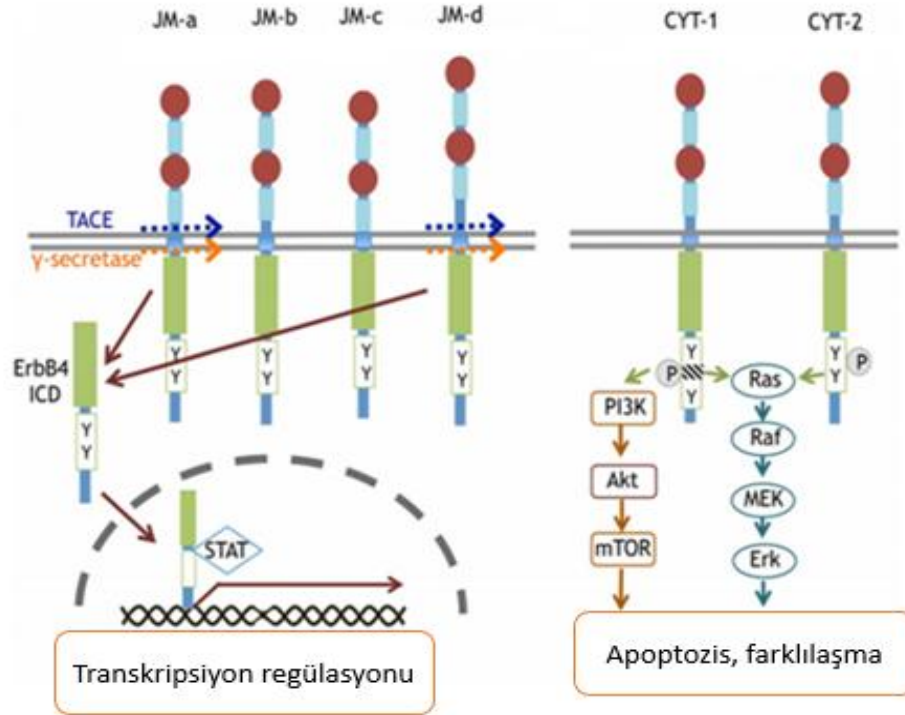 JM-a
JM-b
JM-c
JM-d
CYT-1
CYT-2
TACE
γ-secretase
Y
Y
Y
Y
Y
Y
Y
Y
ErbB4
ICD
Y
Y
STAT
Transkripsiyon regülasyonu
Y
P
Y
Y
Y
P
PI3K
Akt
mTOR
Ras
Raf
MEK
Erk
Apoptozis, farklılaşma